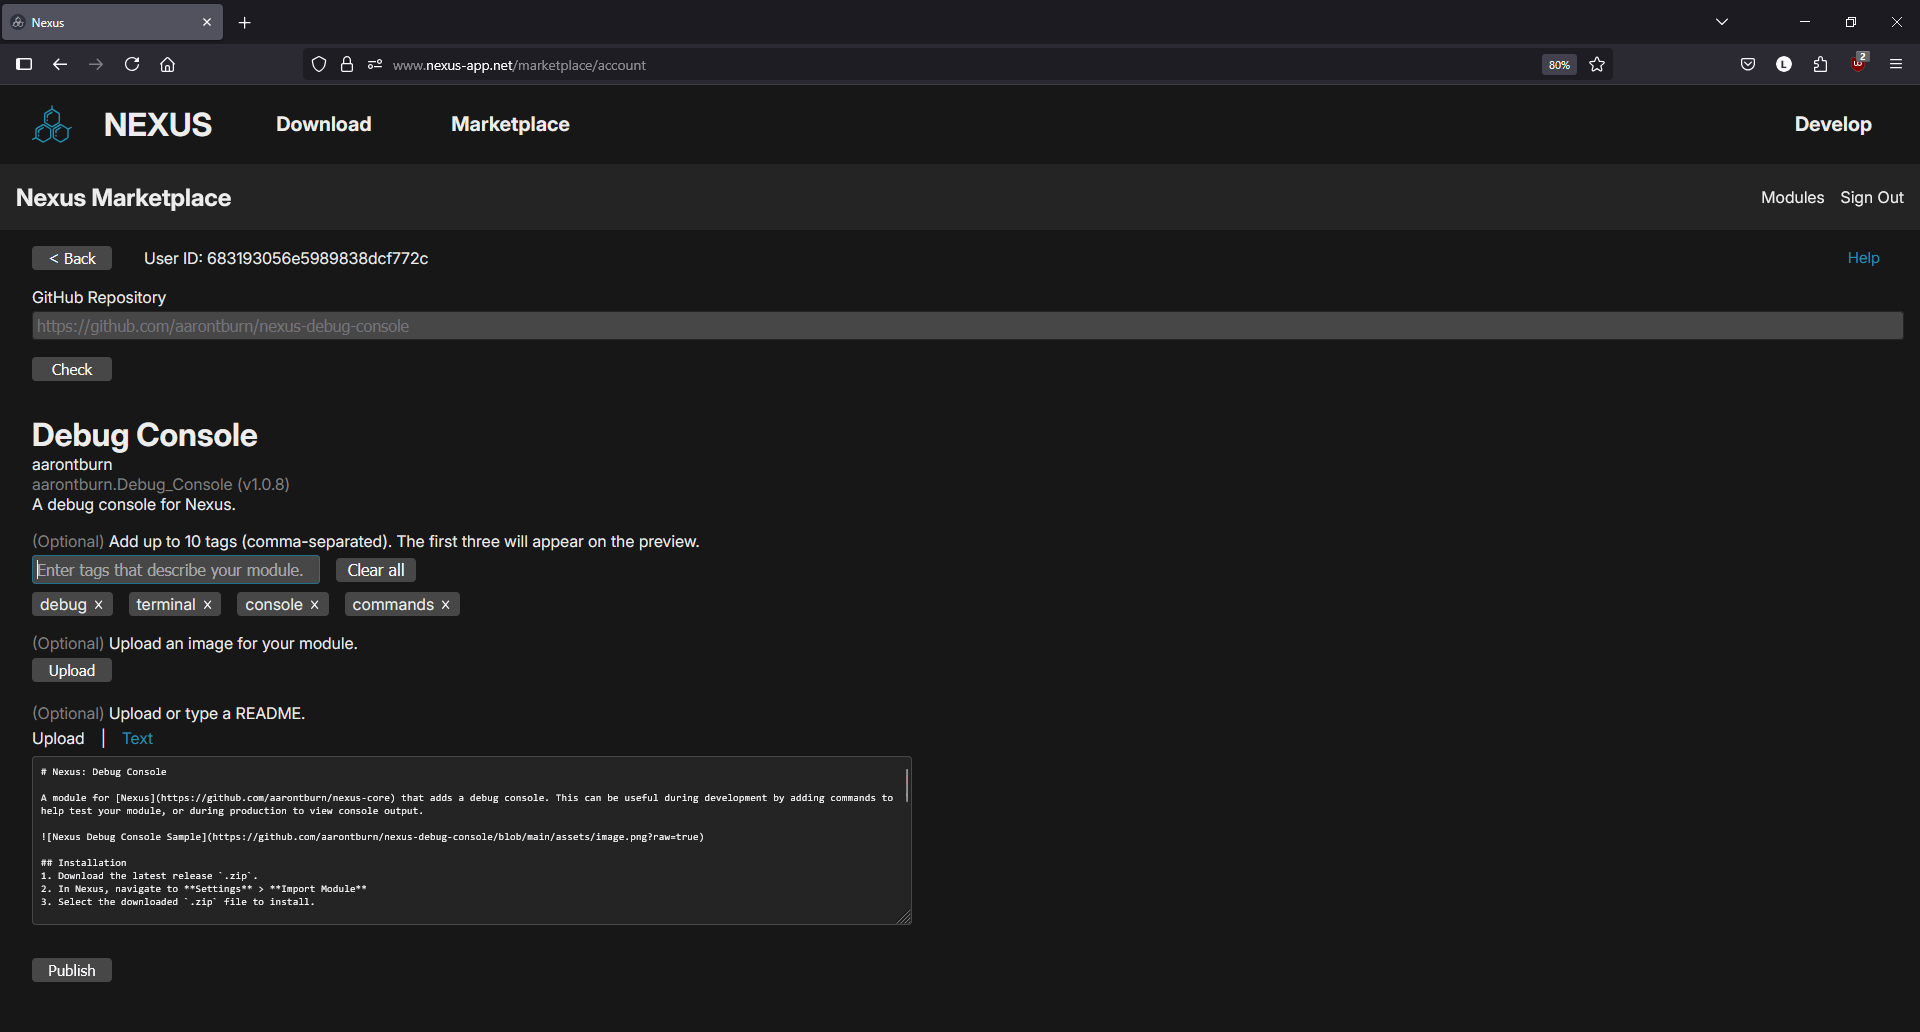 Nexus
www.nexus-app.net/marketplace/account
80%
L
2
NEXUS
Download
Marketplace
Develop
Nexus Marketplace
Modules
Sign Out
< Back
User ID: 683193056e5989838dcf772c
Help
GitHub Repository
https://github.com/aarontburn/nexus-debug-console
Check
Debug Console
aarontburn
aarontburn.Debug_Console (v1.0.8)
A debug console for Nexus.
(Optional) Add up to 10 tags (comma-separated). The first three will appear on the preview.
Enter tags that describe your module.
Clear all
debug ×
terminal ×
console ×
commands ×
(Optional) Upload an image for your module.
Upload
(Optional) Upload or type a README.
Upload | Text
# Nexus: Debug Console
A module for [Nexus](https://github.com/aarontburn/nexus-core) that adds a debug console. This can be useful during development by adding commands to
help test your module, or during production to view console output.
![Nexus Debug Console Sample](https://github.com/aarontburn/nexus-debug-console/blob/main/assets/image.png?raw=true)
## Installation
1. Download the latest release `.zip`.
2. In Nexus, navigate to **Settings** > **Import Module**
3. Select the downloaded `.zip` file to install.
Publish